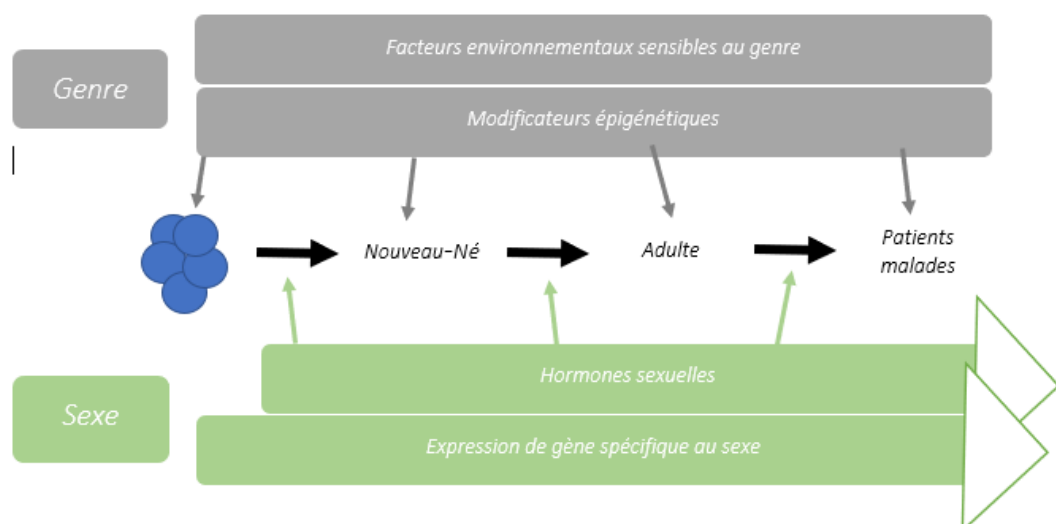 Facteurs environnementaux sensibles au genre
Genre
Modificateurs épigénétiques
Nouveau-Né
Adulte
Patients
malades
Hormones sexuelles
Sexe
Expression de gène spécifique au sexe